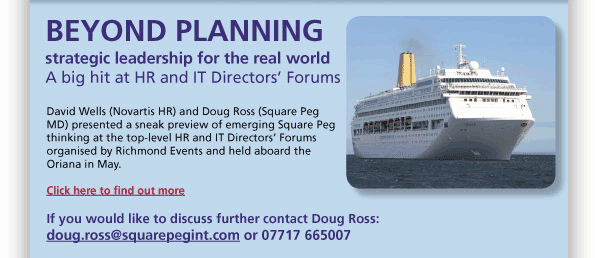 BEYOND PLANNING
strategic leadership for the real world
A big hit at HR and IT Directors’ Forums
David Wells (Novartis HR) and Doug Ross (Square Peg
MD) presented a sneak preview of emerging Square Peg
thinking at the top-level HR and IT Directors’ Forums
organised by Richmond Events and held aboard the
Oriana in May.
Click here to find out more
If you would like to discuss further contact Doug Ross:
doug.ross@squarepegint.com or 07717 665007